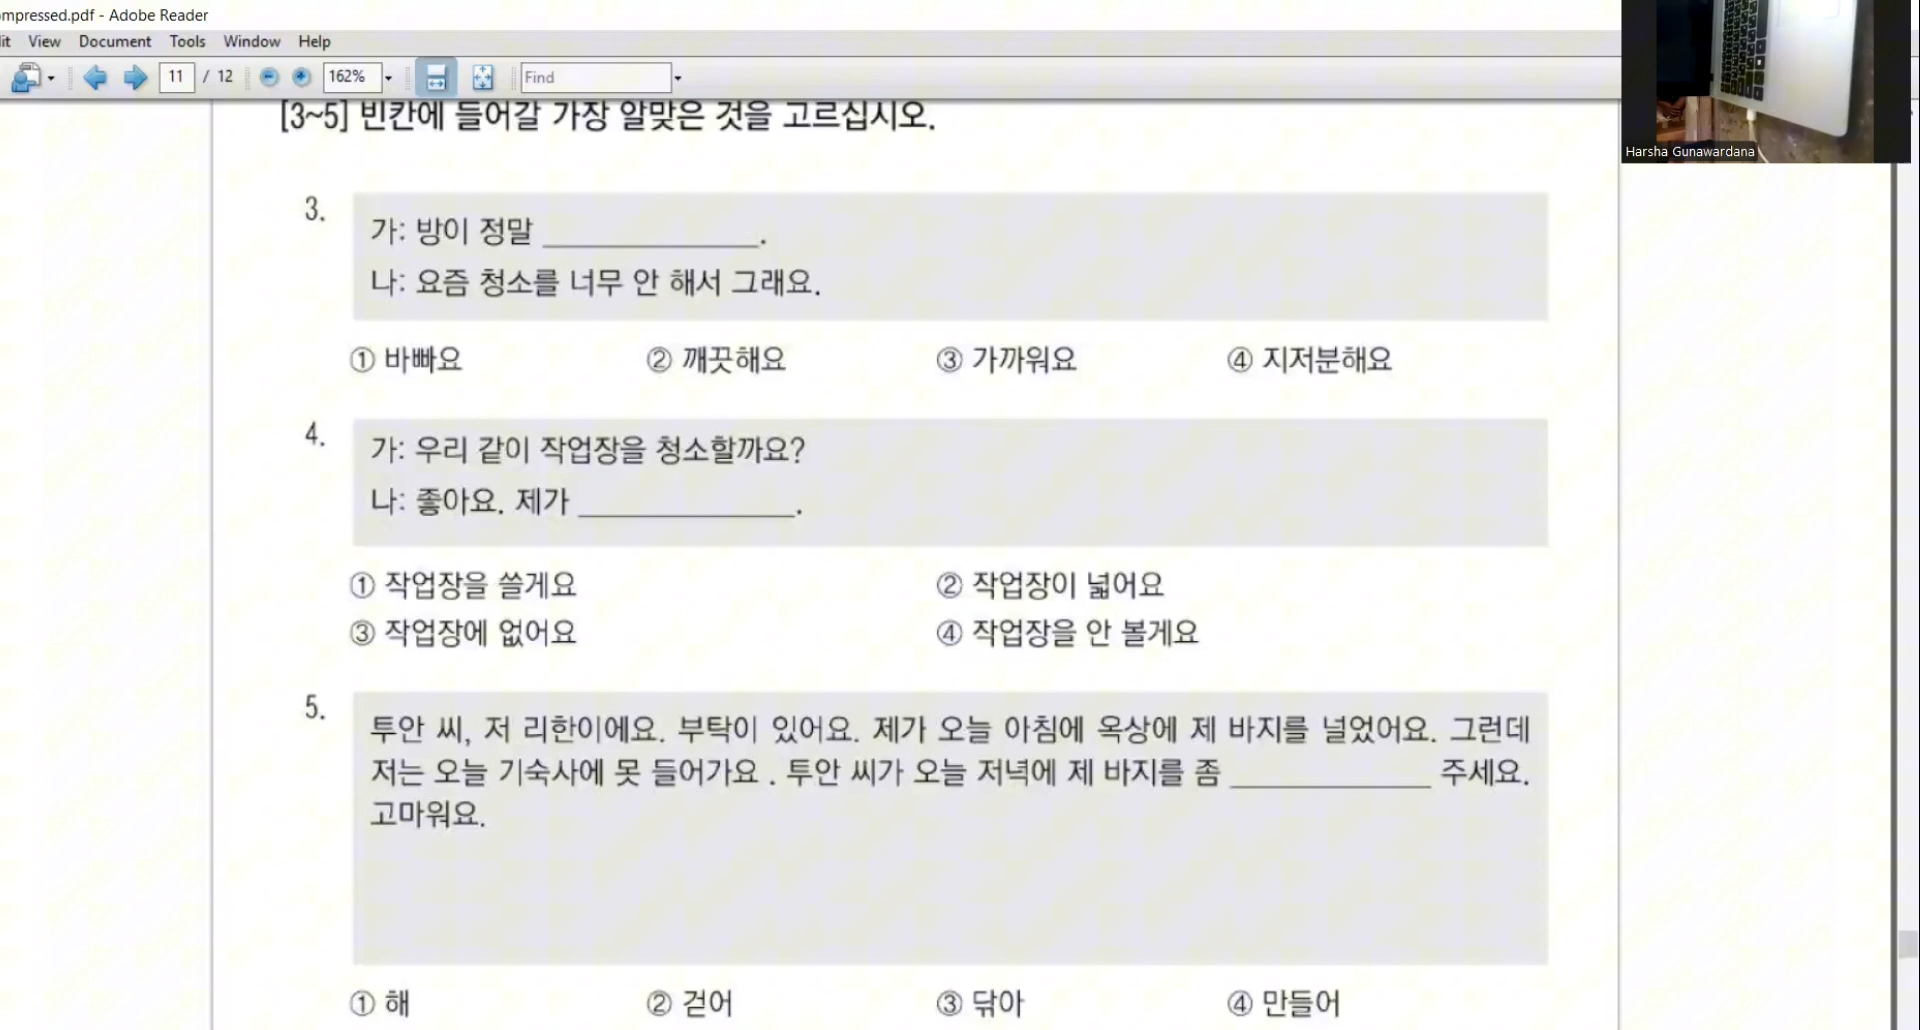 mpressed.pdf - Adobe Reader
it View Document Tools Window Help
11 / 12 162% Find
Harsha Gunawardana
[3~5] 빈칸에 들어갈 가장 알맞은 것을 고르십시오.
3.
가: 방이 정말 ______________.
나: 요즘 청소를 너무 안 해서 그래요.
① 바빠요 ② 깨끗해요 ③ 가까워요 ④ 지저분해요
4.
가: 우리 같이 작업장을 청소할까요?
나: 좋아요. 제가 ______________.
① 작업장을 쓸게요 ② 작업장이 넓어요
③ 작업장에 없어요 ④ 작업장을 안 볼게요
5.
투안 씨, 저 리한이에요. 부탁이 있어요. 제가 오늘 아침에 옥상에 제 바지를 널었어요. 그런데
저는 오늘 기숙사에 못 들어가요 . 투안 씨가 오늘 저녁에 제 바지를 좀 ______________ 주세요.
고마워요.
① 해 ② 걷어 ③ 닦아 ④ 만들어